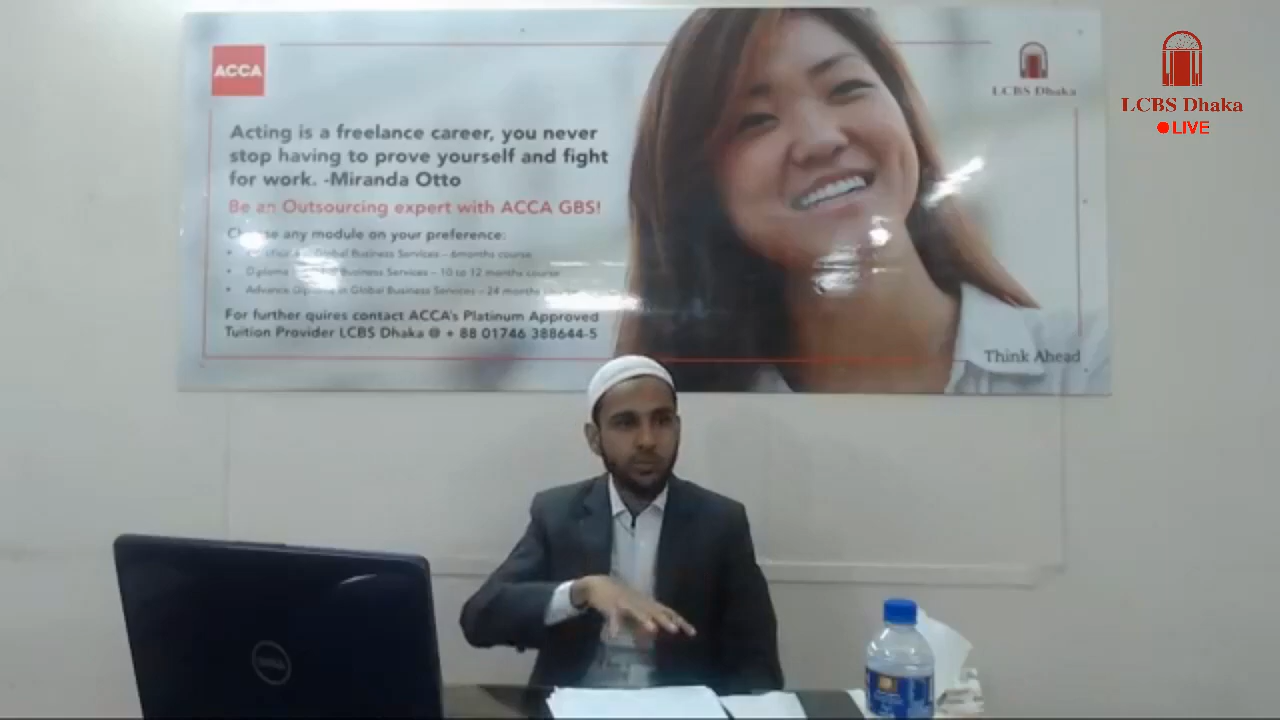 ACCA
LCBS Dhaka
Acting is a freelance career, you never
stop having to prove yourself and fight
for work. -Miranda Otto
Be an Outsourcing expert with ACCA GBS!
Choose any module on your preference:
Global Business Services – 6months course
Diploma Business Services – 10 to 12 months course
Advance Diploma in Global Business Services – 24 months
For further quires contact ACCA's Platinum Approved
Tuition Provider LCBS Dhaka @ + 88 01746 388644-5
Think Ahead
LCBS Dhaka
LIVE
DELL